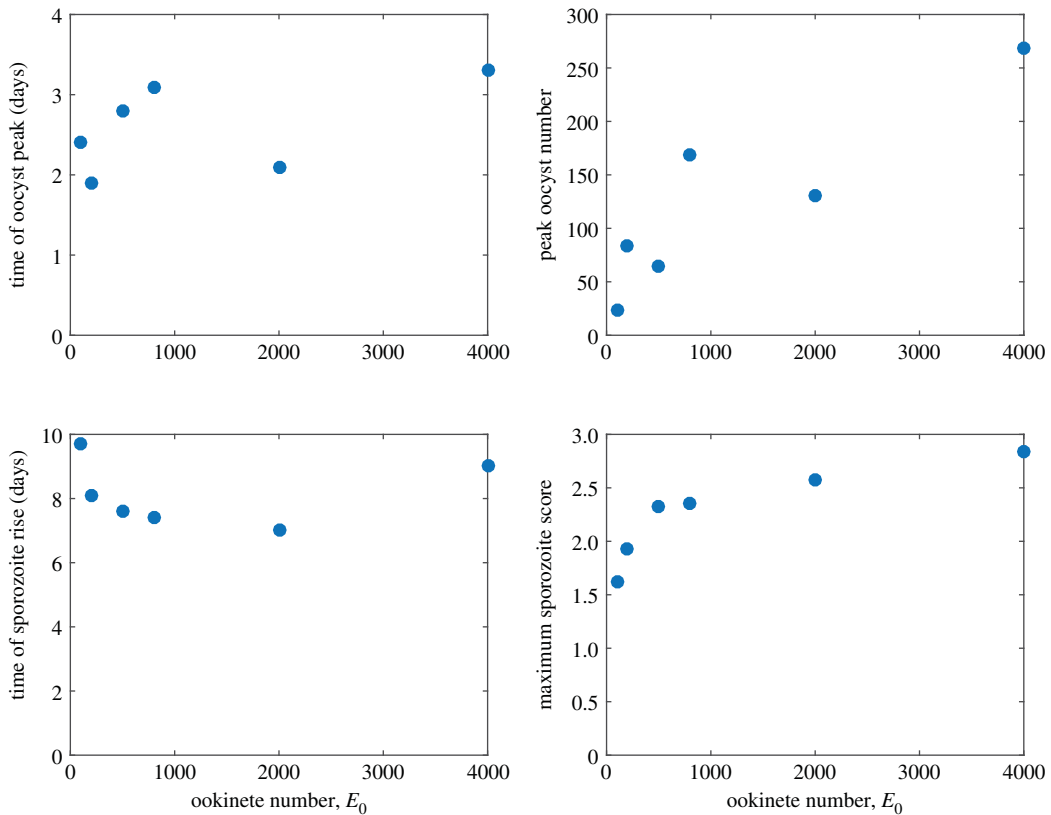 time of oocyst peak (days)
4
3
2
1
0
0 1000 2000 3000 4000
peak oocyst number
300
250
200
150
100
50
0
0 1000 2000 3000 4000
time of sporozoite rise (days)
10
8
6
4
2
0
0 1000 2000 3000 4000
ookinete number, E0
maximum sporozoite score
3.0
2.5
2.0
1.5
1.0
0.5
0
0 1000 2000 3000 4000
ookinete number, E0